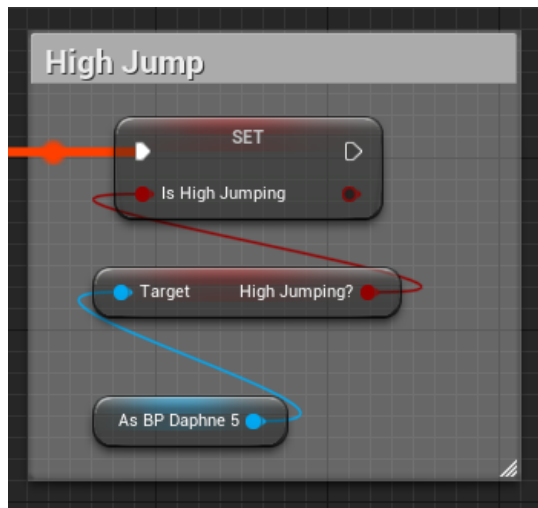 High Jump
SET
Is High Jumping
Target High Jumping?
As BP Daphne 5